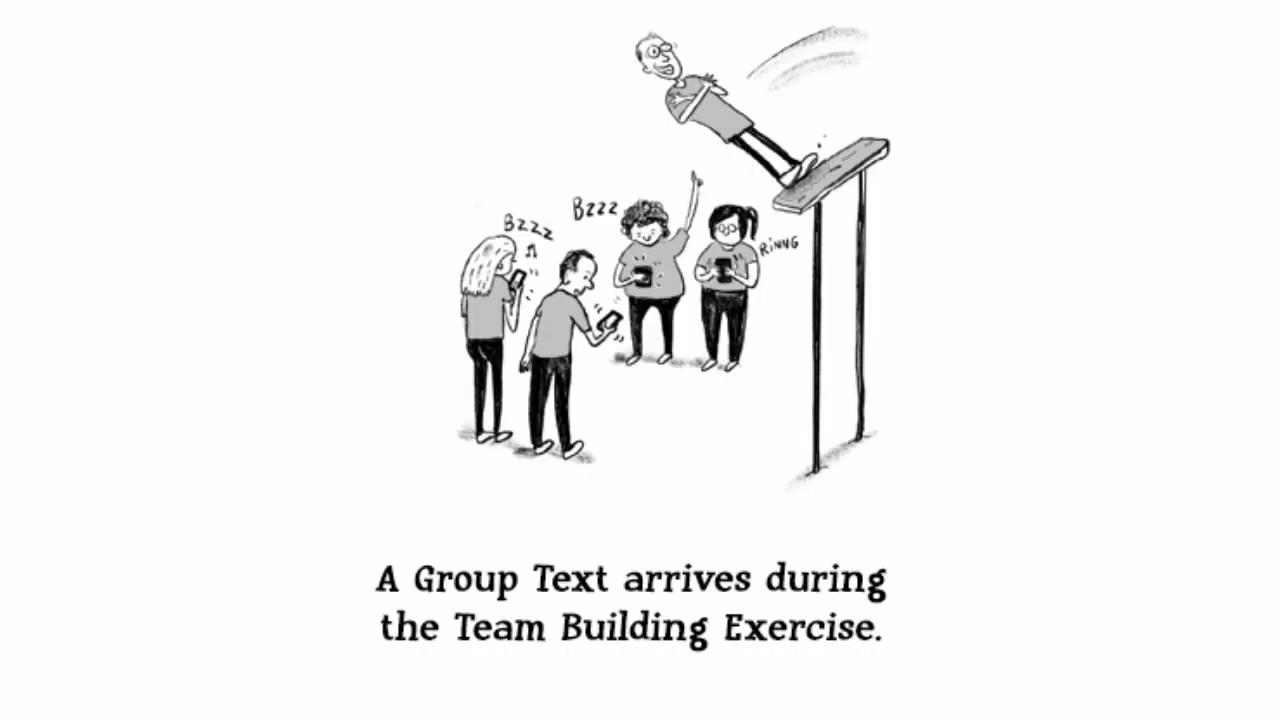 Bzzz
Bzzz
RiNNG
A Group Text arrives during
the Team Building Exercise.